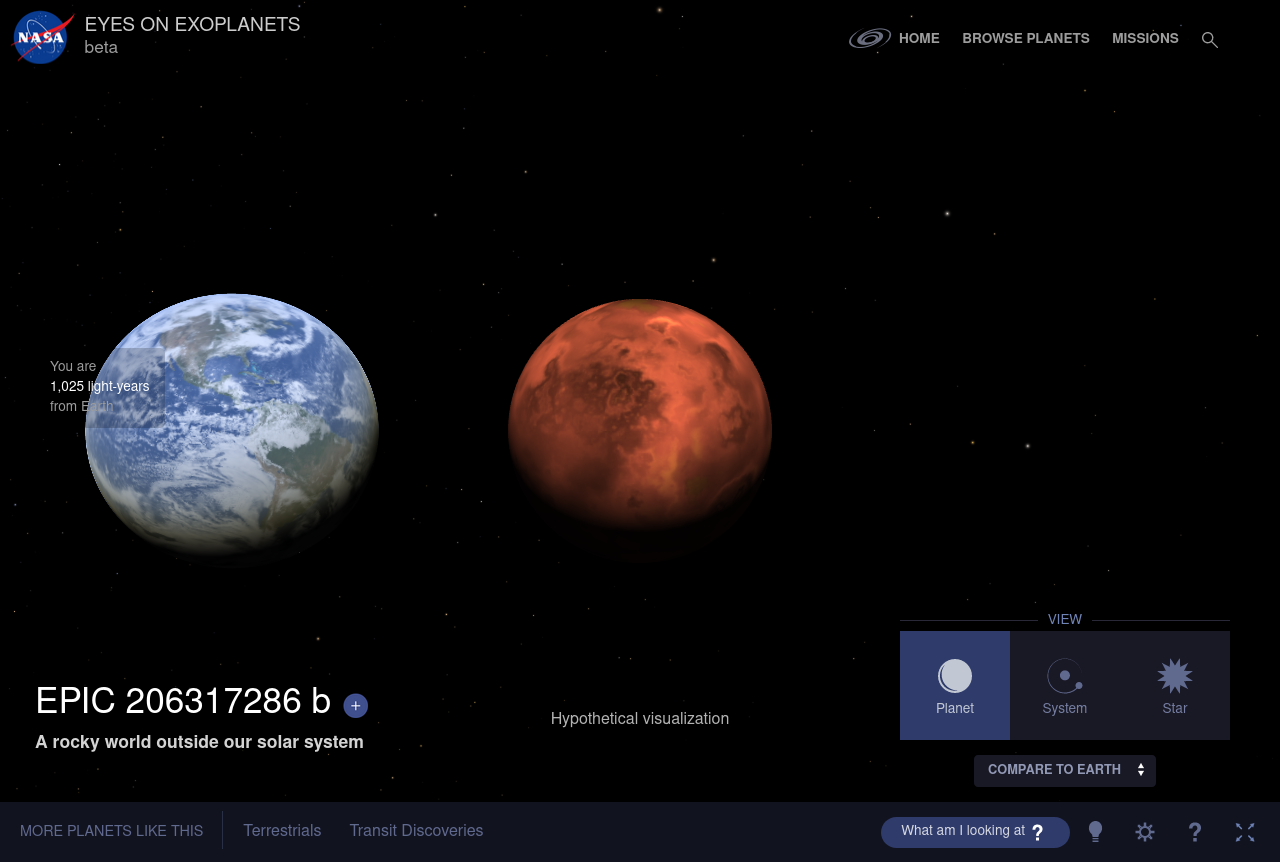 NASA
EYES ON EXOPLANETS
beta
HOME
BROWSE PLANETS
MISSIONS
You are
1,025 light-years
from Earth
EPIC 206317286 b +
A rocky world outside our solar system
Hypothetical visualization
VIEW
Planet
System
Star
COMPARE TO EARTH
MORE PLANETS LIKE THIS
Terrestrials
Transit Discoveries
What am I looking at ?
?